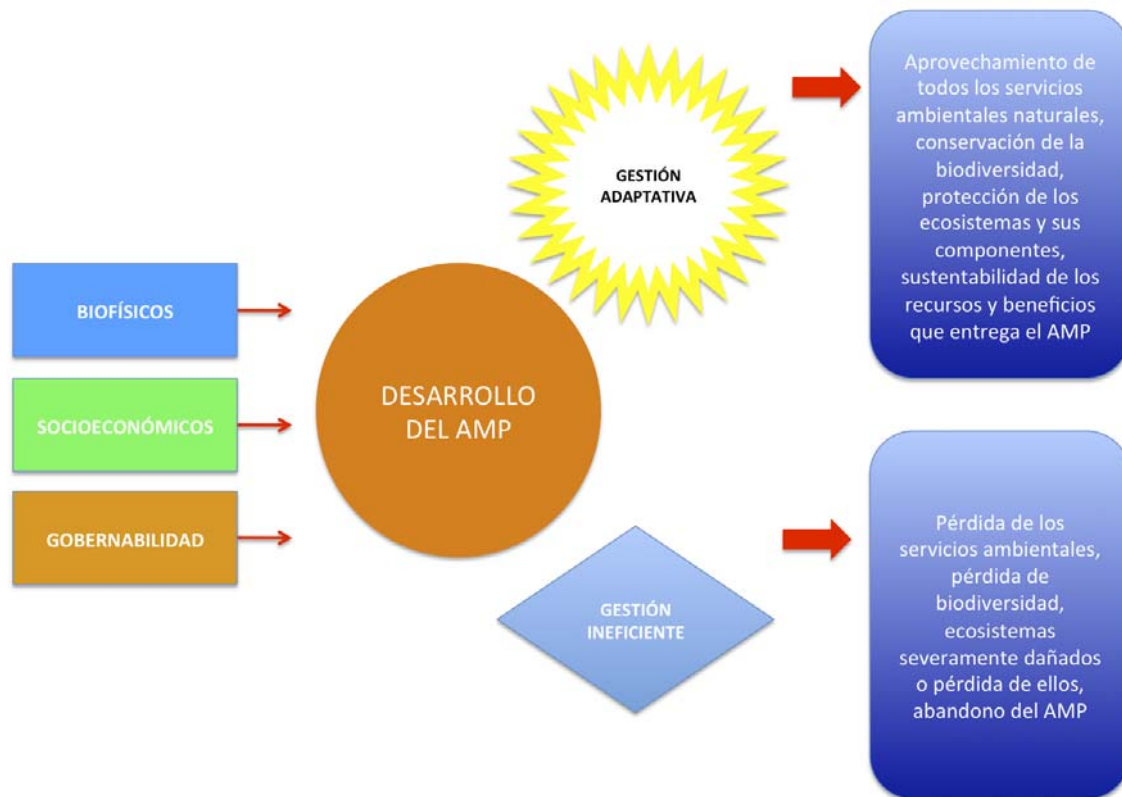 BIOFÍSICOS
SOCIOECONÓMICOS
GOBERNABILIDAD
DESARROLLO
DEL AMP
GESTIÓN
ADAPTATIVA
Aprovechamiento de
todos los servicios
ambientales naturales,
conservación de la
biodiversidad,
protección de los
ecosistemas y sus
componentes,
sustentabilidad de los
recursos y beneficios
que entrega el AMP
GESTIÓN
INEFICIENTE
Pérdida de los
servicios ambientales,
pérdida de
biodiversidad,
ecosistemas
severamente dañados
o pérdida de ellos,
abandono del AMP